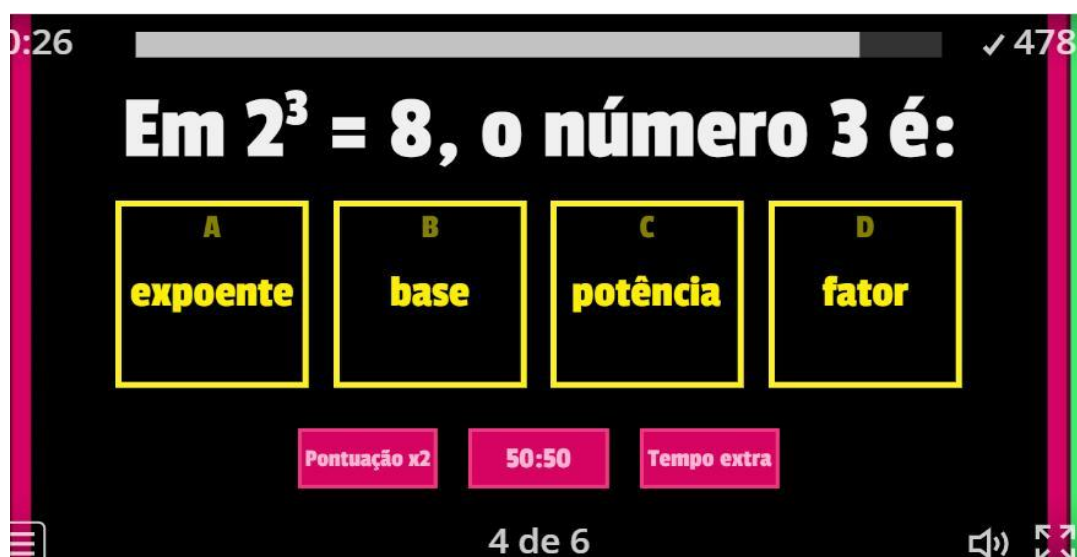 0:26 ✓ 478
Em 2³ = 8, o número 3 é:
A B C D
expoente base potência fator
Pontuação x2 50:50 Tempo extra
4 de 6